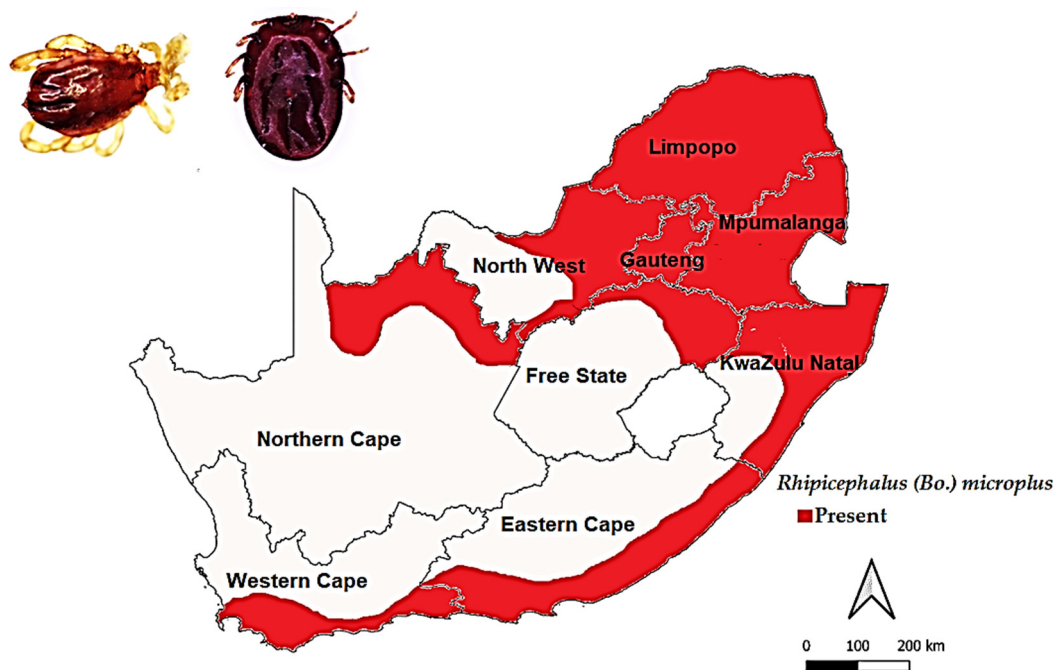 Limpopo
Mpumalanga
North West
Gauteng
Free State
KwaZulu Natal
Northern Cape
Rhipicephalus (Bo.) microplus
Present
Eastern Cape
Western Cape
0 100 200 km